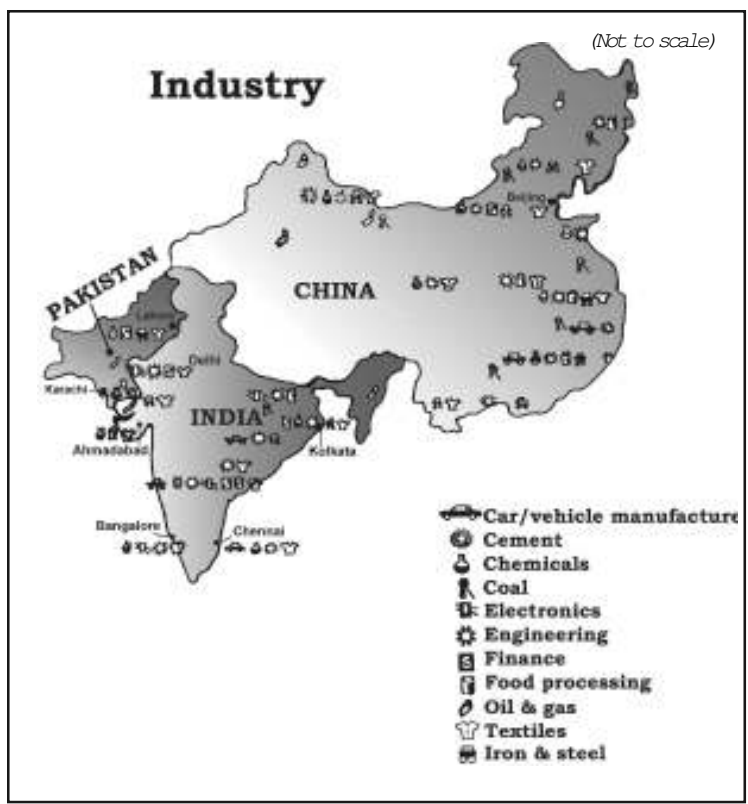 (Not to scale)
Industry
Beijing
CHINA
PAKISTAN
Lahore
Delhi
Karachi
INDIA
Ahmadabad
Kolkata
Bangalore
Chennai
Car/vehicle manufacture
Cement
Chemicals
Coal
Electronics
Engineering
Finance
Food processing
Oil & gas
Textiles
Iron & steel